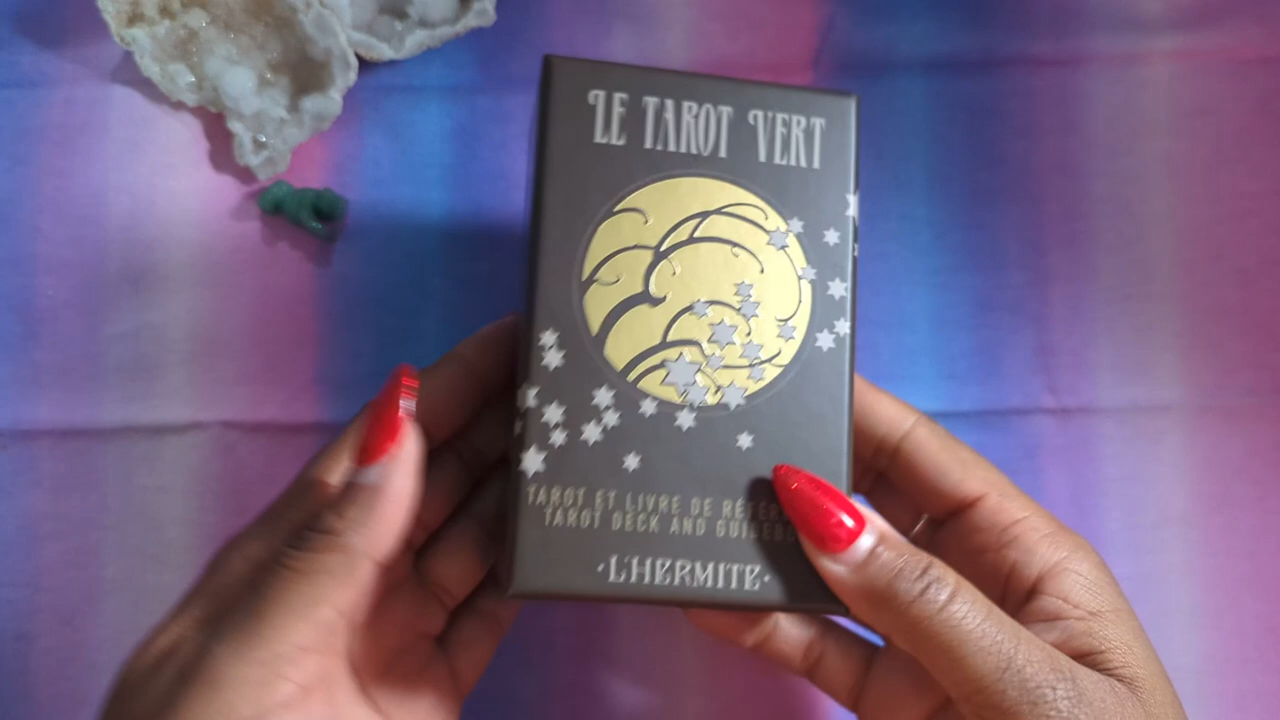 LE TAROT VERT
TAROT ET LIVRE DE
TAROT DECK AND
·L'HERMITE·